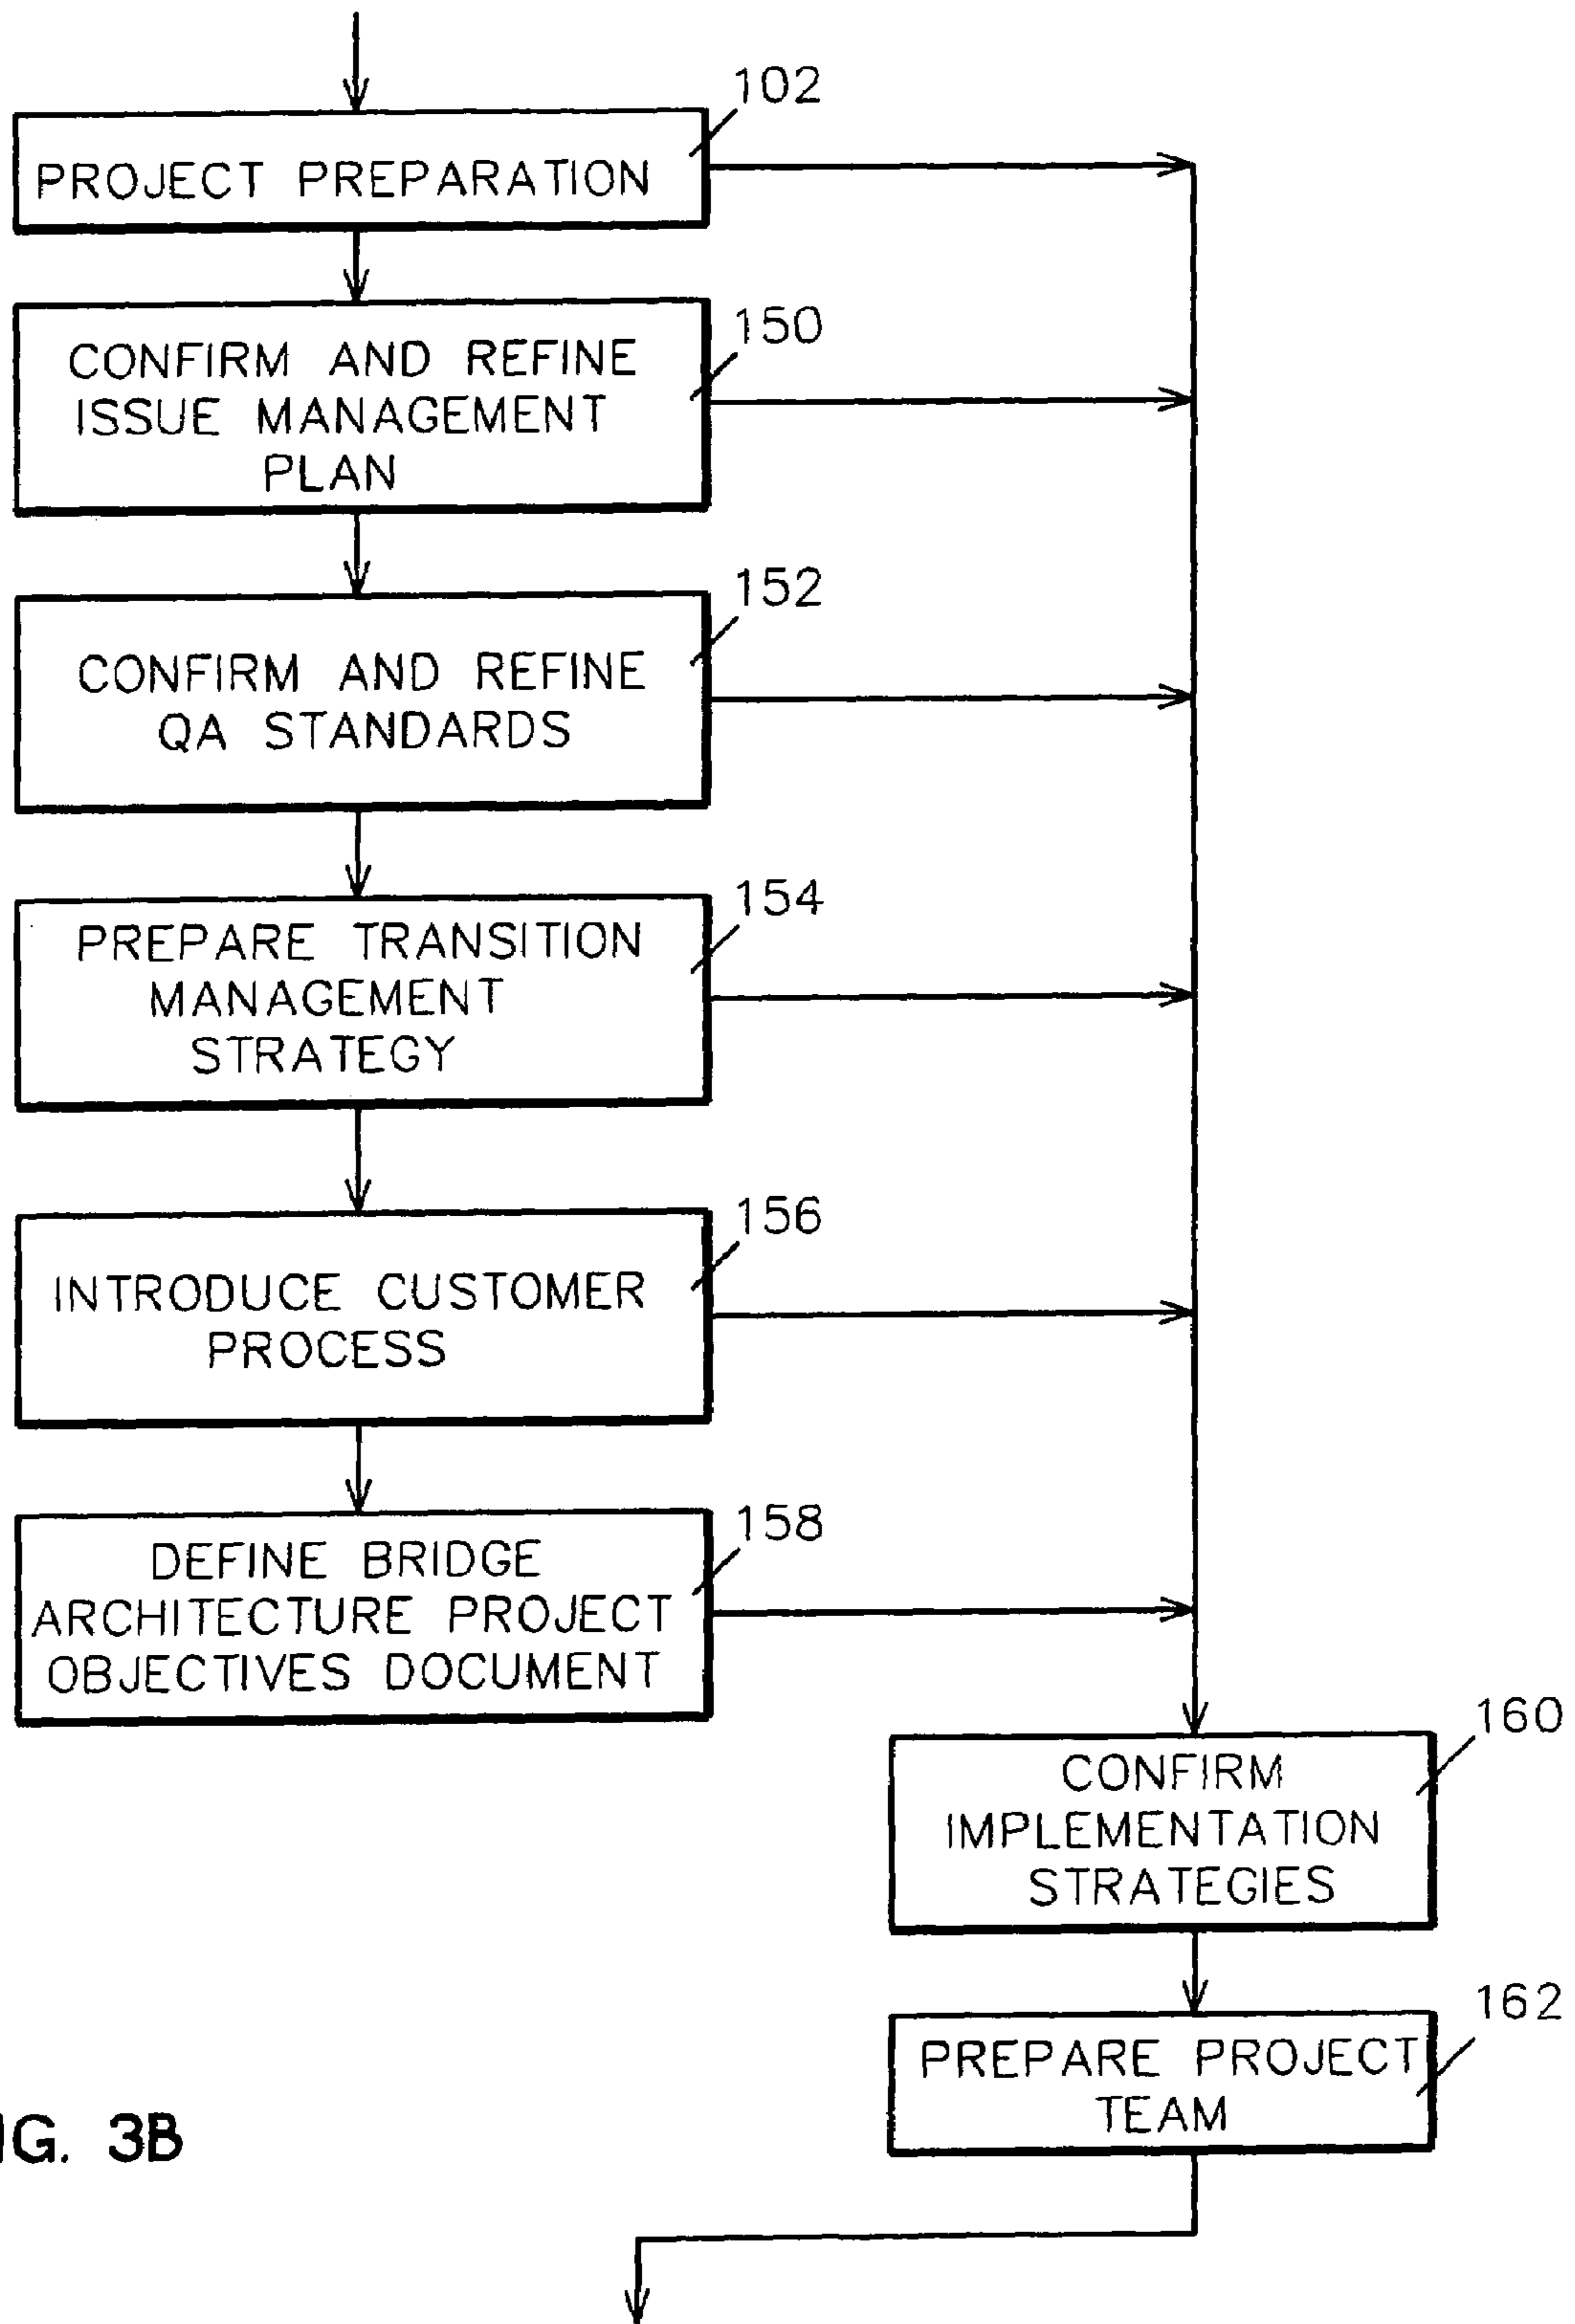 102
PROJECT PREPARATION
150
CONFIRM AND REFINE
ISSUE MANAGEMENT
PLAN
152
CONFIRM AND REFINE
QA STANDARDS
154
PREPARE TRANSITION
MANAGEMENT
STRATEGY
156
INTRODUCE CUSTOMER
PROCESS
158
DEFINE BRIDGE
ARCHITECTURE PROJECT
OBJECTIVES DOCUMENT
160
CONFIRM
IMPLEMENTATION
STRATEGIES
162
PREPARE PROJECT
TEAM
IG. 3B